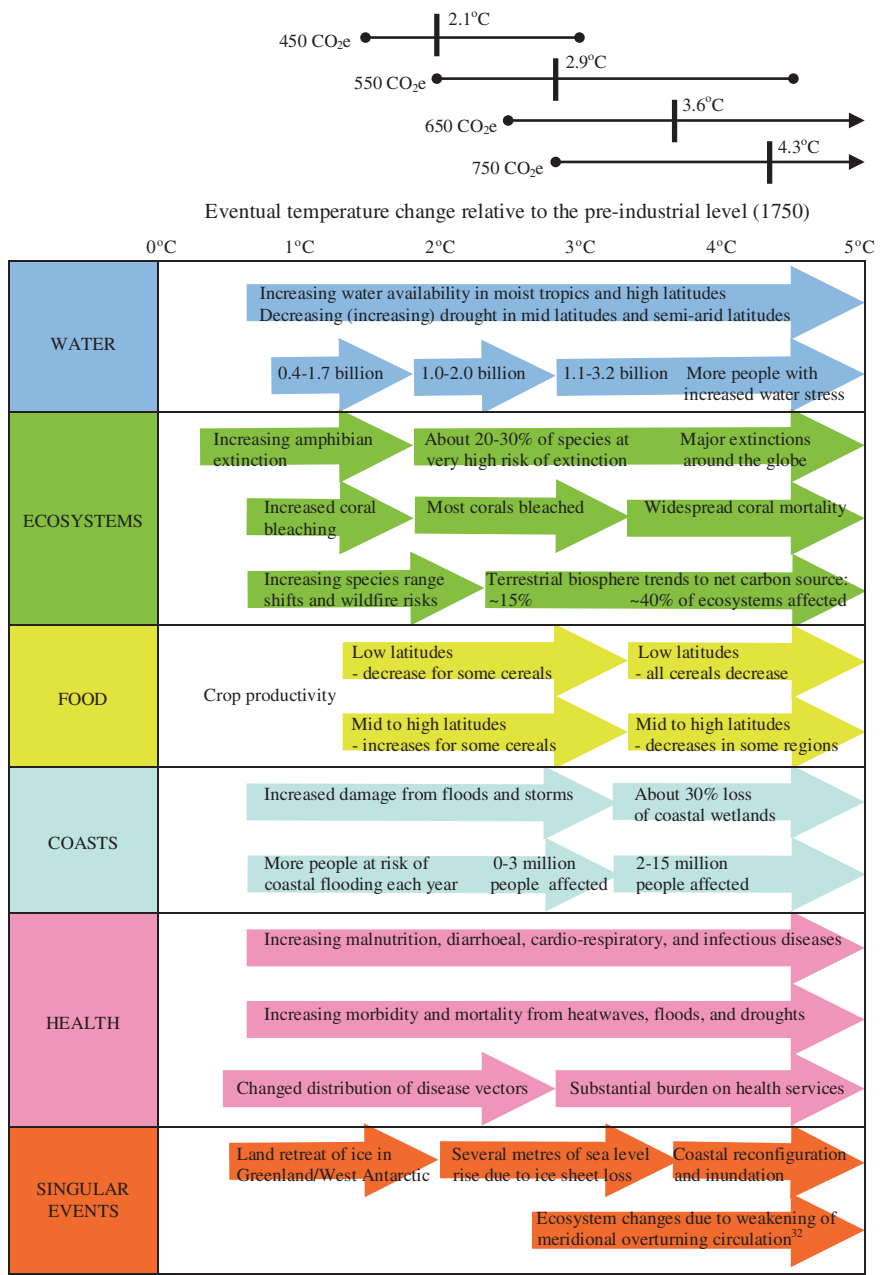 2.1°C
450 CO₂e
2.9°C
550 CO₂e
3.6°C
650 CO₂e
4.3°C
750 CO₂e
Eventual temperature change relative to the pre-industrial level (1750)
0°C 1°C 2°C 3°C 4°C 5°C
WATER
Increasing water availability in moist tropics and high latitudes
Decreasing (increasing) drought in mid latitudes and semi-arid latitudes
0.4-1.7 billion 1.0-2.0 billion 1.1-3.2 billion More people with
increased water stress
ECOSYSTEMS
Increasing amphibian
extinction
About 20-30% of species at
very high risk of extinction
Major extinctions
around the globe
Increased coral
bleaching
Most corals bleached
Widespread coral mortality
Increasing species range
shifts and wildfire risks
Terrestrial biosphere trends to net carbon source:
~15% ~40% of ecosystems affected
FOOD
Crop productivity
Low latitudes
- decrease for some cereals
Low latitudes
- all cereals decrease
Mid to high latitudes
- increases for some cereals
Mid to high latitudes
- decreases in some regions
COASTS
Increased damage from floods and storms
About 30% loss
of coastal wetlands
More people at risk of
coastal flooding each year
0-3 million
people affected
2-15 million
people affected
HEALTH
Increasing malnutrition, diarrhoeal, cardio-respiratory, and infectious diseases
Increasing morbidity and mortality from heatwaves, floods, and droughts
Changed distribution of disease vectors
Substantial burden on health services
SINGULAR
EVENTS
Land retreat of ice in
Greenland/West Antarctic
Several metres of sea level
rise due to ice sheet loss
Coastal reconfiguration
and inundation
Ecosystem changes due to weakening of
meridional overturning circulation³²